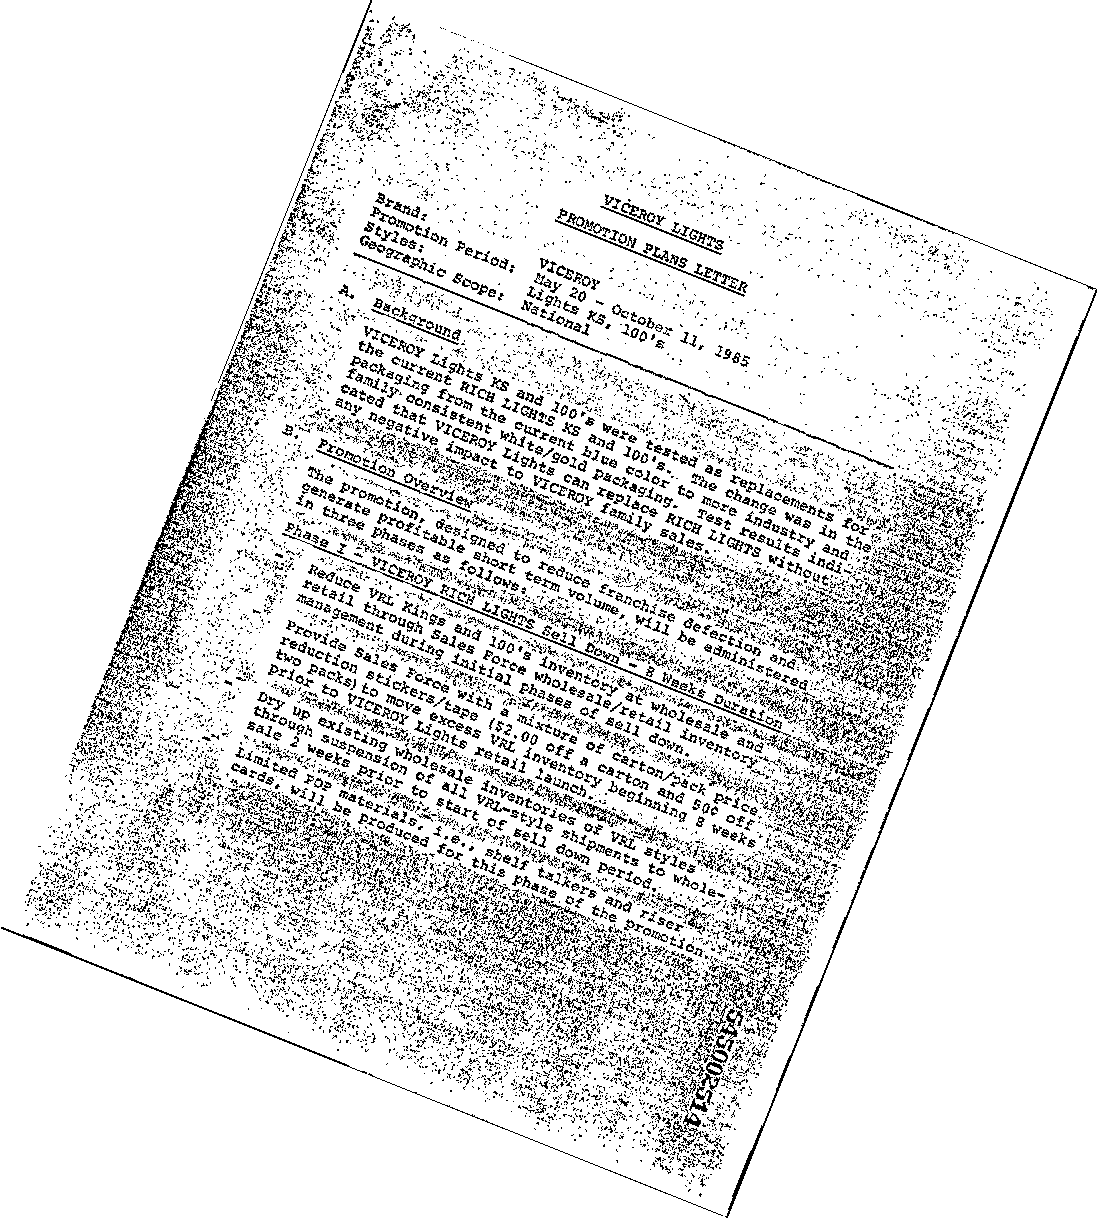 VICEROY LIGHTS
PROMOTION PLANS LETTER
Brand: VICEROY
Promotion Period: May 20 - October 11, 1985
Styles: Lights KS, 100's
Geographic Scope: National
A. Background
VICEROY Lights KS and 100's were tested as replacements for
the current RICH LIGHTS KS and 100's. The change was in the
packaging from the current blue color to more industry and
family consistent white/gold packaging. Test results indi-
cated that VICEROY Lights can replace RICH LIGHTS without
any negative impact to VICEROY family sales.
B. Promotion Overview
The promotion, designed to reduce franchise defection and
generate profitable short term volume, will be administered
in three phases as follows:
Phase I - VICEROY RICH LIGHTS Sell Down - 8 Weeks Duration
- Reduce VRL Kings and 100's inventory at wholesale and
retail through Sales Force wholesale/retail inventory
management during initial phases of sell down.
- Provide Sales Force with a mixture of carton/pack price
reduction stickers/tape ($2.00 off a carton and 50¢ off
two packs) to move excess VRL inventory beginning 8 weeks
prior to VICEROY Lights retail launch.
- Dry up existing wholesale inventories of VRL styles
through suspension of all VRL-style shipments to whole-
sale 2 weeks prior to start of sell down period.
- Limited POP materials, i.e., shelf talkers and riser
cards, will be produced for this phase of the promotion.